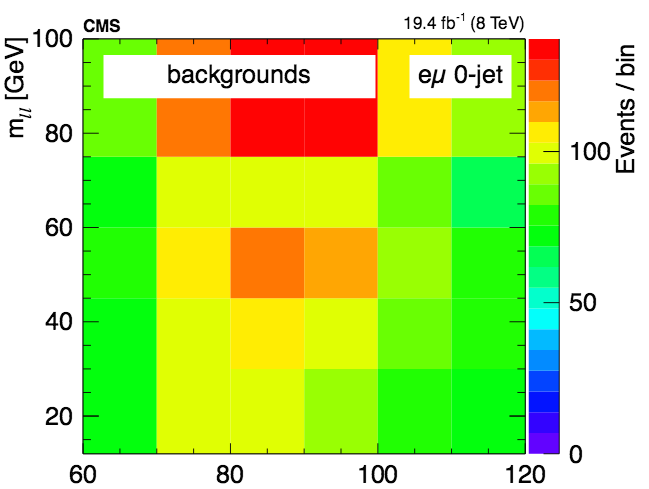 CMS 19.4 fb⁻¹ (8 TeV)
backgrounds eμ 0-jet
m_ll [GeV]
100
80
60
40
20
60 80 100 120
Events / bin
100
50
0